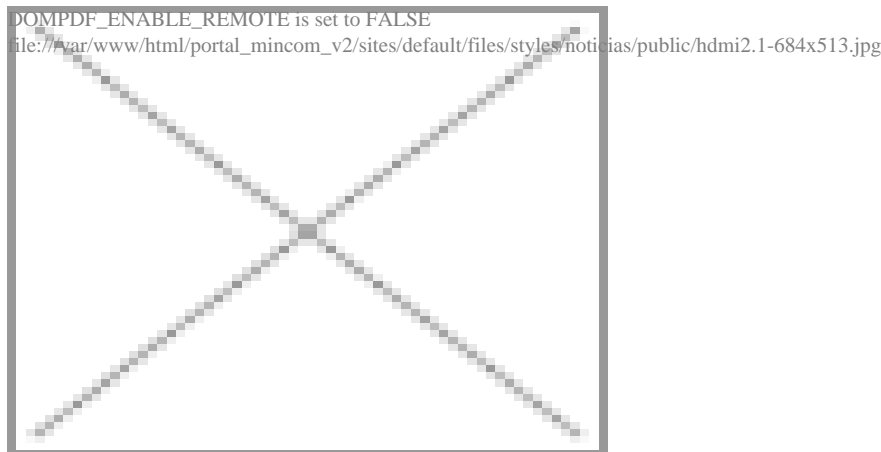 DOMPDF_ENABLE_REMOTE is set to FALSE
file:///var/www/html/portal_mincom_v2/sites/default/files/styles/noticias/public/hdmi2.1-684x513.jpg